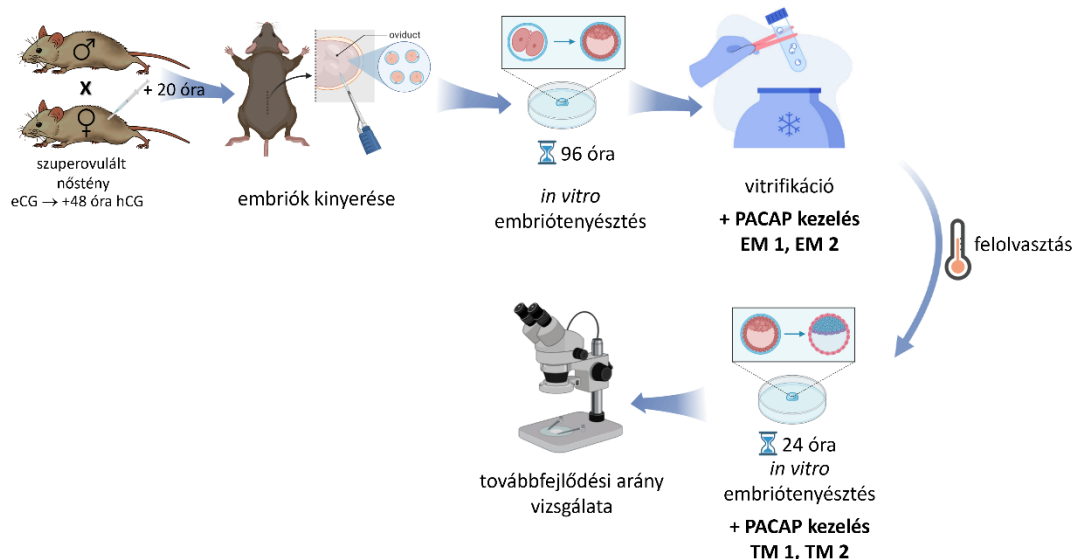 ♂
X
♀
+ 20 óra
szuperovulált
nőstény
eCG → +48 óra hCG
oviduct
embriók kinyerése
96 óra
in vitro
embriótenyésztés
vitrifikáció
+ PACAP kezelés
EM 1, EM 2
felolvasztás
24 óra
in vitro
embriótenyésztés
+ PACAP kezelés
TM 1, TM 2
továbbfejlődési arány
vizsgálata